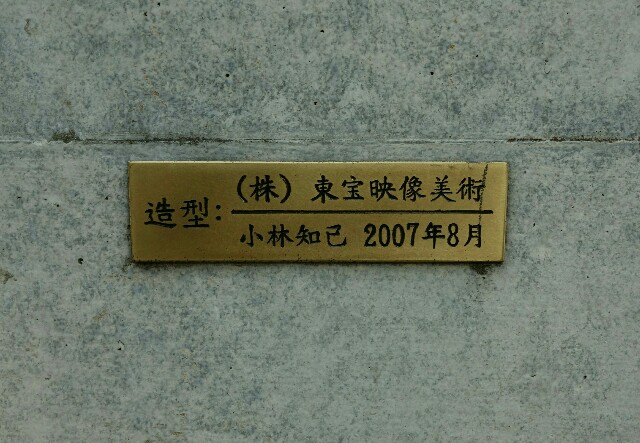 造型:
(株) 東宝映像美術
小林知己 2007年8月